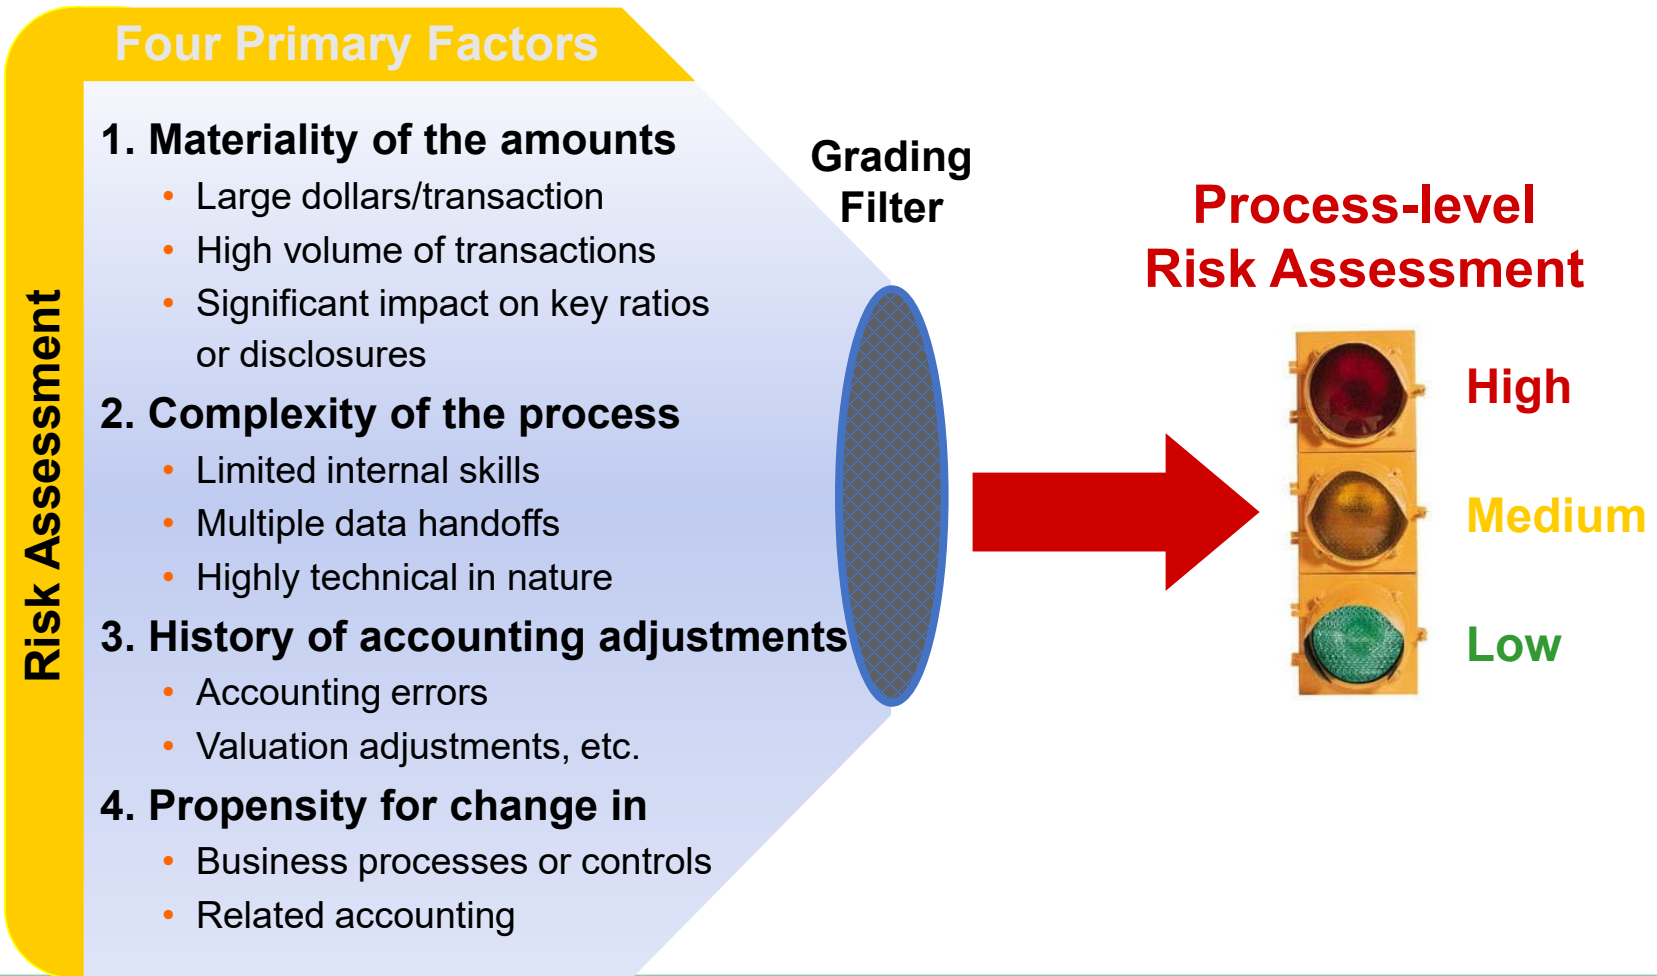 Four Primary Factors
Risk Assessment
1. Materiality of the amounts
• Large dollars/transaction
• High volume of transactions
• Significant impact on key ratios
or disclosures
2. Complexity of the process
• Limited internal skills
• Multiple data handoffs
• Highly technical in nature
3. History of accounting adjustments
• Accounting errors
• Valuation adjustments, etc.
4. Propensity for change in
• Business processes or controls
• Related accounting
Grading
Filter
Process-level
Risk Assessment
High
Medium
Low